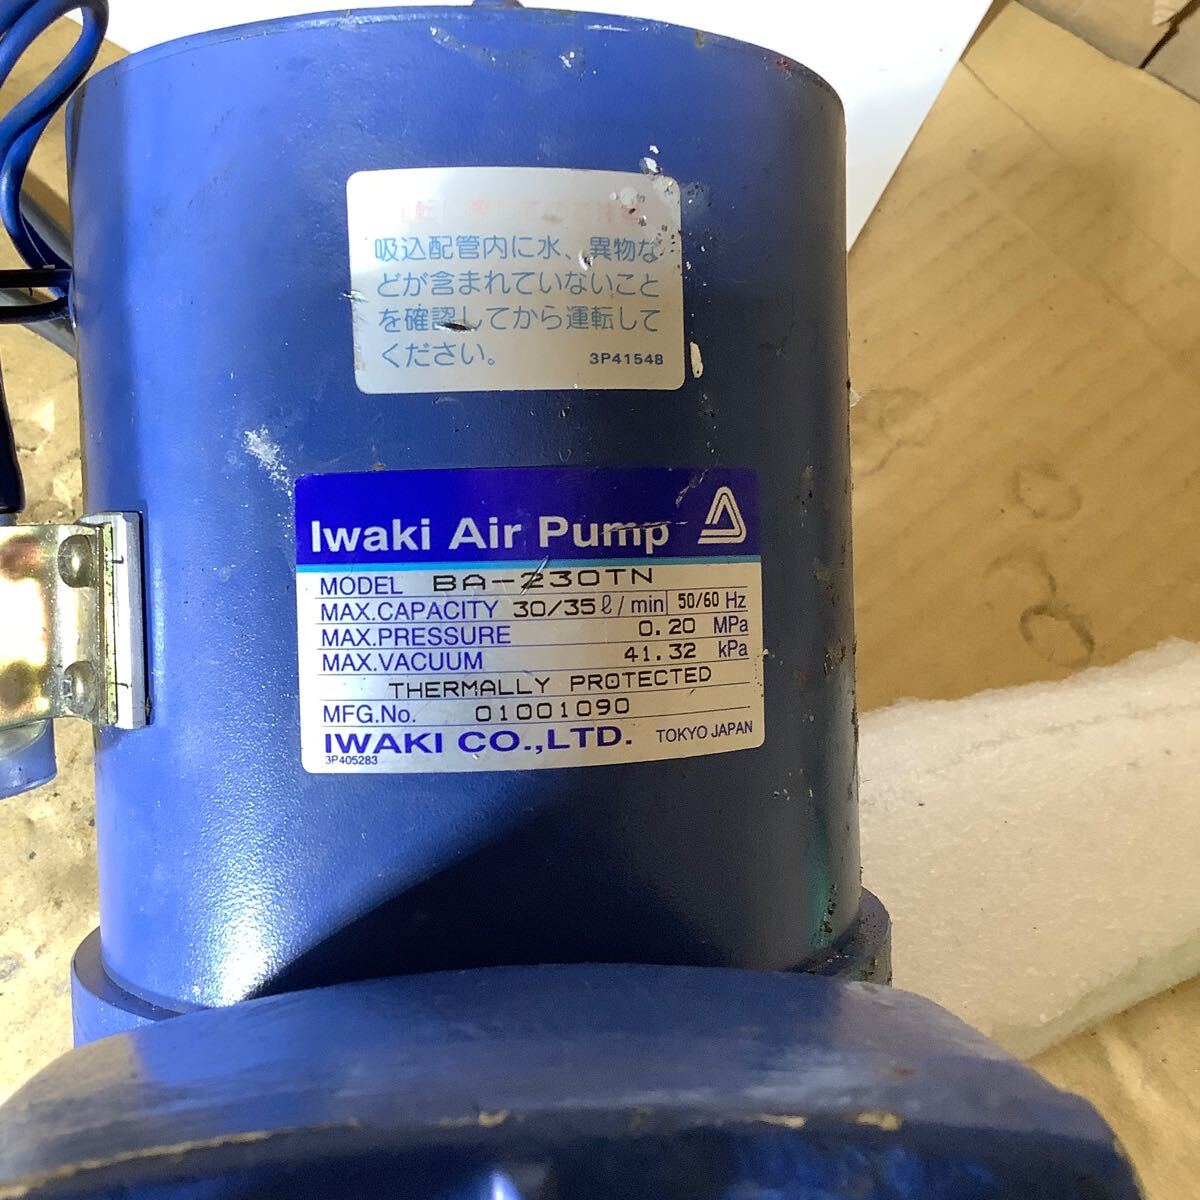 吸込配管内に水、異物な
どが含まれていないこと
を確認してから運転して
ください。 3P41548
Iwaki Air Pump
MODEL BA-230TN
MAX.CAPACITY 30/35ℓ/min 50/60 Hz
MAX.PRESSURE 0.20 MPa
MAX.VACUUM 41.32 kPa
THERMALLY PROTECTED
MFG.No. 01001090
IWAKI CO.,LTD. TOKYO JAPAN
3P405283